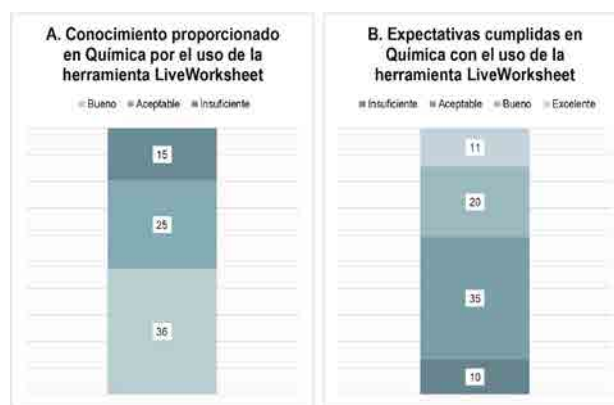 A. Conocimiento proporcionado
en Química por el uso de la
herramienta LiveWorksheet
Bueno Aceptable Insuficiente
15
25
36
B. Expectativas cumplidas en
Química con el uso de la
herramienta LiveWorksheet
Insuficiente Aceptable Bueno Excelente
11
20
35
10